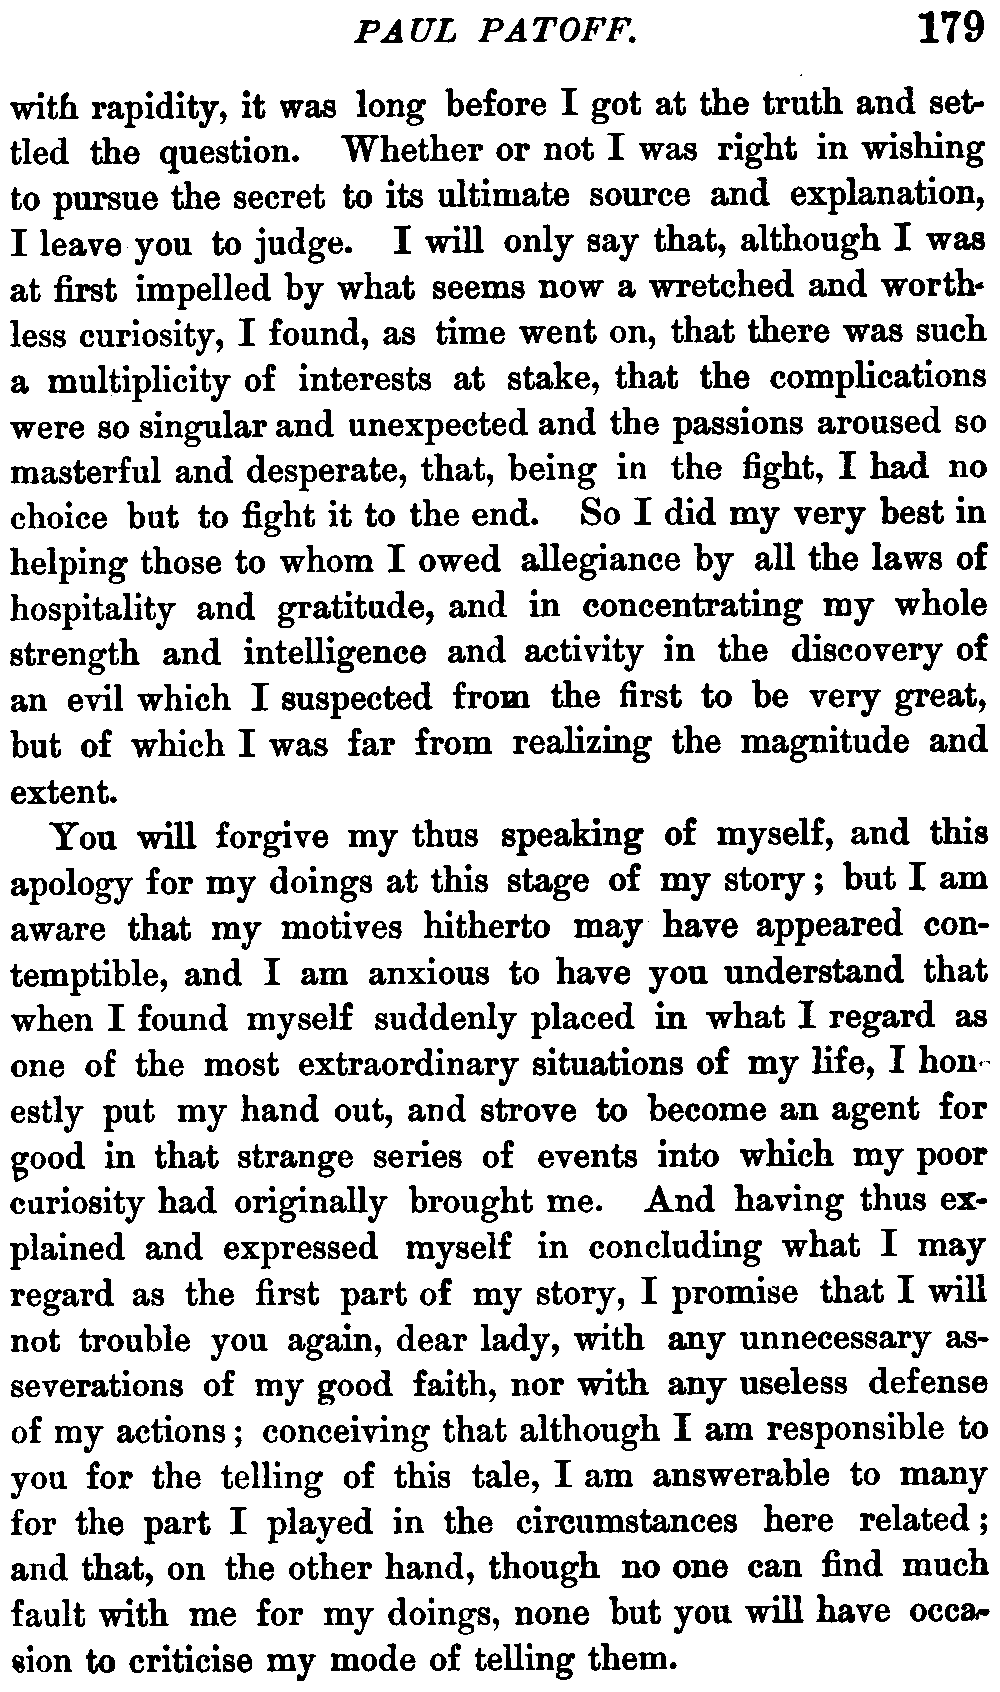 PAUL PATOFF. 179
with rapidity, it was long before I got at the truth and set-
tled the question. Whether or not I was right in wishing
to pursue the secret to its ultimate source and explanation,
I leave you to judge. I will only say that, although I was
at first impelled by what seems now a wretched and worth-
less curiosity, I found, as time went on, that there was such
a multiplicity of interests at stake, that the complications
were so singular and unexpected and the passions aroused so
masterful and desperate, that, being in the fight, I had no
choice but to fight it to the end. So I did my very best in
helping those to whom I owed allegiance by all the laws of
hospitality and gratitude, and in concentrating my whole
strength and intelligence and activity in the discovery of
an evil which I suspected from the first to be very great,
but of which I was far from realizing the magnitude and
extent.
You will forgive my thus speaking of myself, and this
apology for my doings at this stage of my story; but I am
aware that my motives hitherto may have appeared con-
temptible, and I am anxious to have you understand that
when I found myself suddenly placed in what I regard as
one of the most extraordinary situations of my life, I hon-
estly put my hand out, and strove to become an agent for
good in that strange series of events into which my poor
curiosity had originally brought me. And having thus ex-
plained and expressed myself in concluding what I may
regard as the first part of my story, I promise that I will
not trouble you again, dear lady, with any unnecessary as-
severations of my good faith, nor with any useless defense
of my actions; conceiving that although I am responsible to
you for the telling of this tale, I am answerable to many
for the part I played in the circumstances here related;
and that, on the other hand, though no one can find much
fault with me for my doings, none but you will have occa-
sion to criticise my mode of telling them.